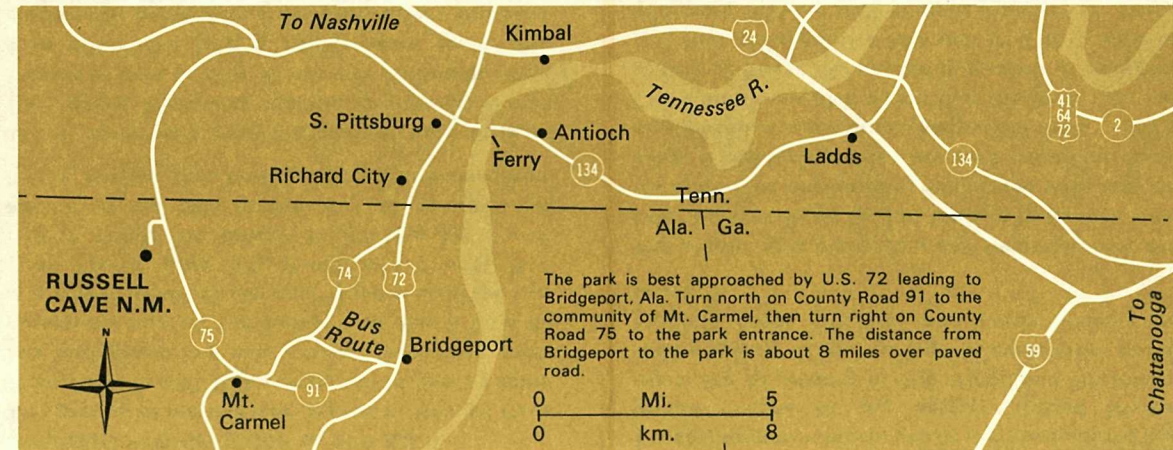 To Nashville
Kimbal
24
Tennessee R.
41
64
72
2
S. Pittsburg
Antioch
Ferry
134
Ladds
134
Richard City
Tenn.
Ala. Ga.
RUSSELL
CAVE N.M.
74
72
The park is best approached by U.S. 72 leading to
Bridgeport, Ala. Turn north on County Road 91 to the
community of Mt. Carmel, then turn right on County
Road 75 to the park entrance. The distance from
Bridgeport to the park is about 8 miles over paved
road.
To
Chattanooga
N
75
Bus
Route
Bridgeport
59
91
Mt.
Carmel
0 Mi. 5
0 km. 8